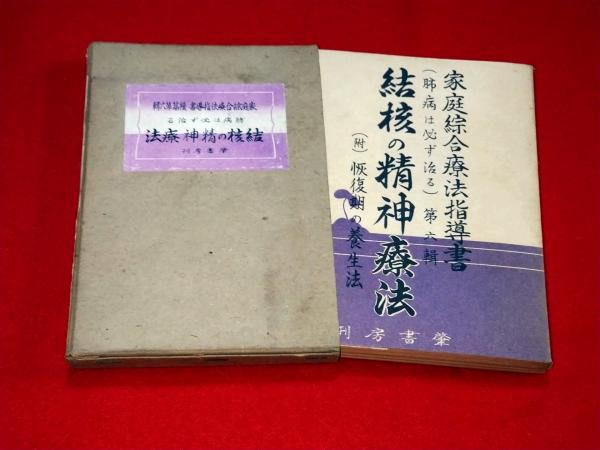 家庭綜合療法指導書 第六輯
肺病は必ず治る
結核の精神療法
肇書房刊
家庭綜合療法指導書
(肺病は必ず治る) 第六輯
結核の精神療法
(附) 恢復期の養生法
肇書房刊